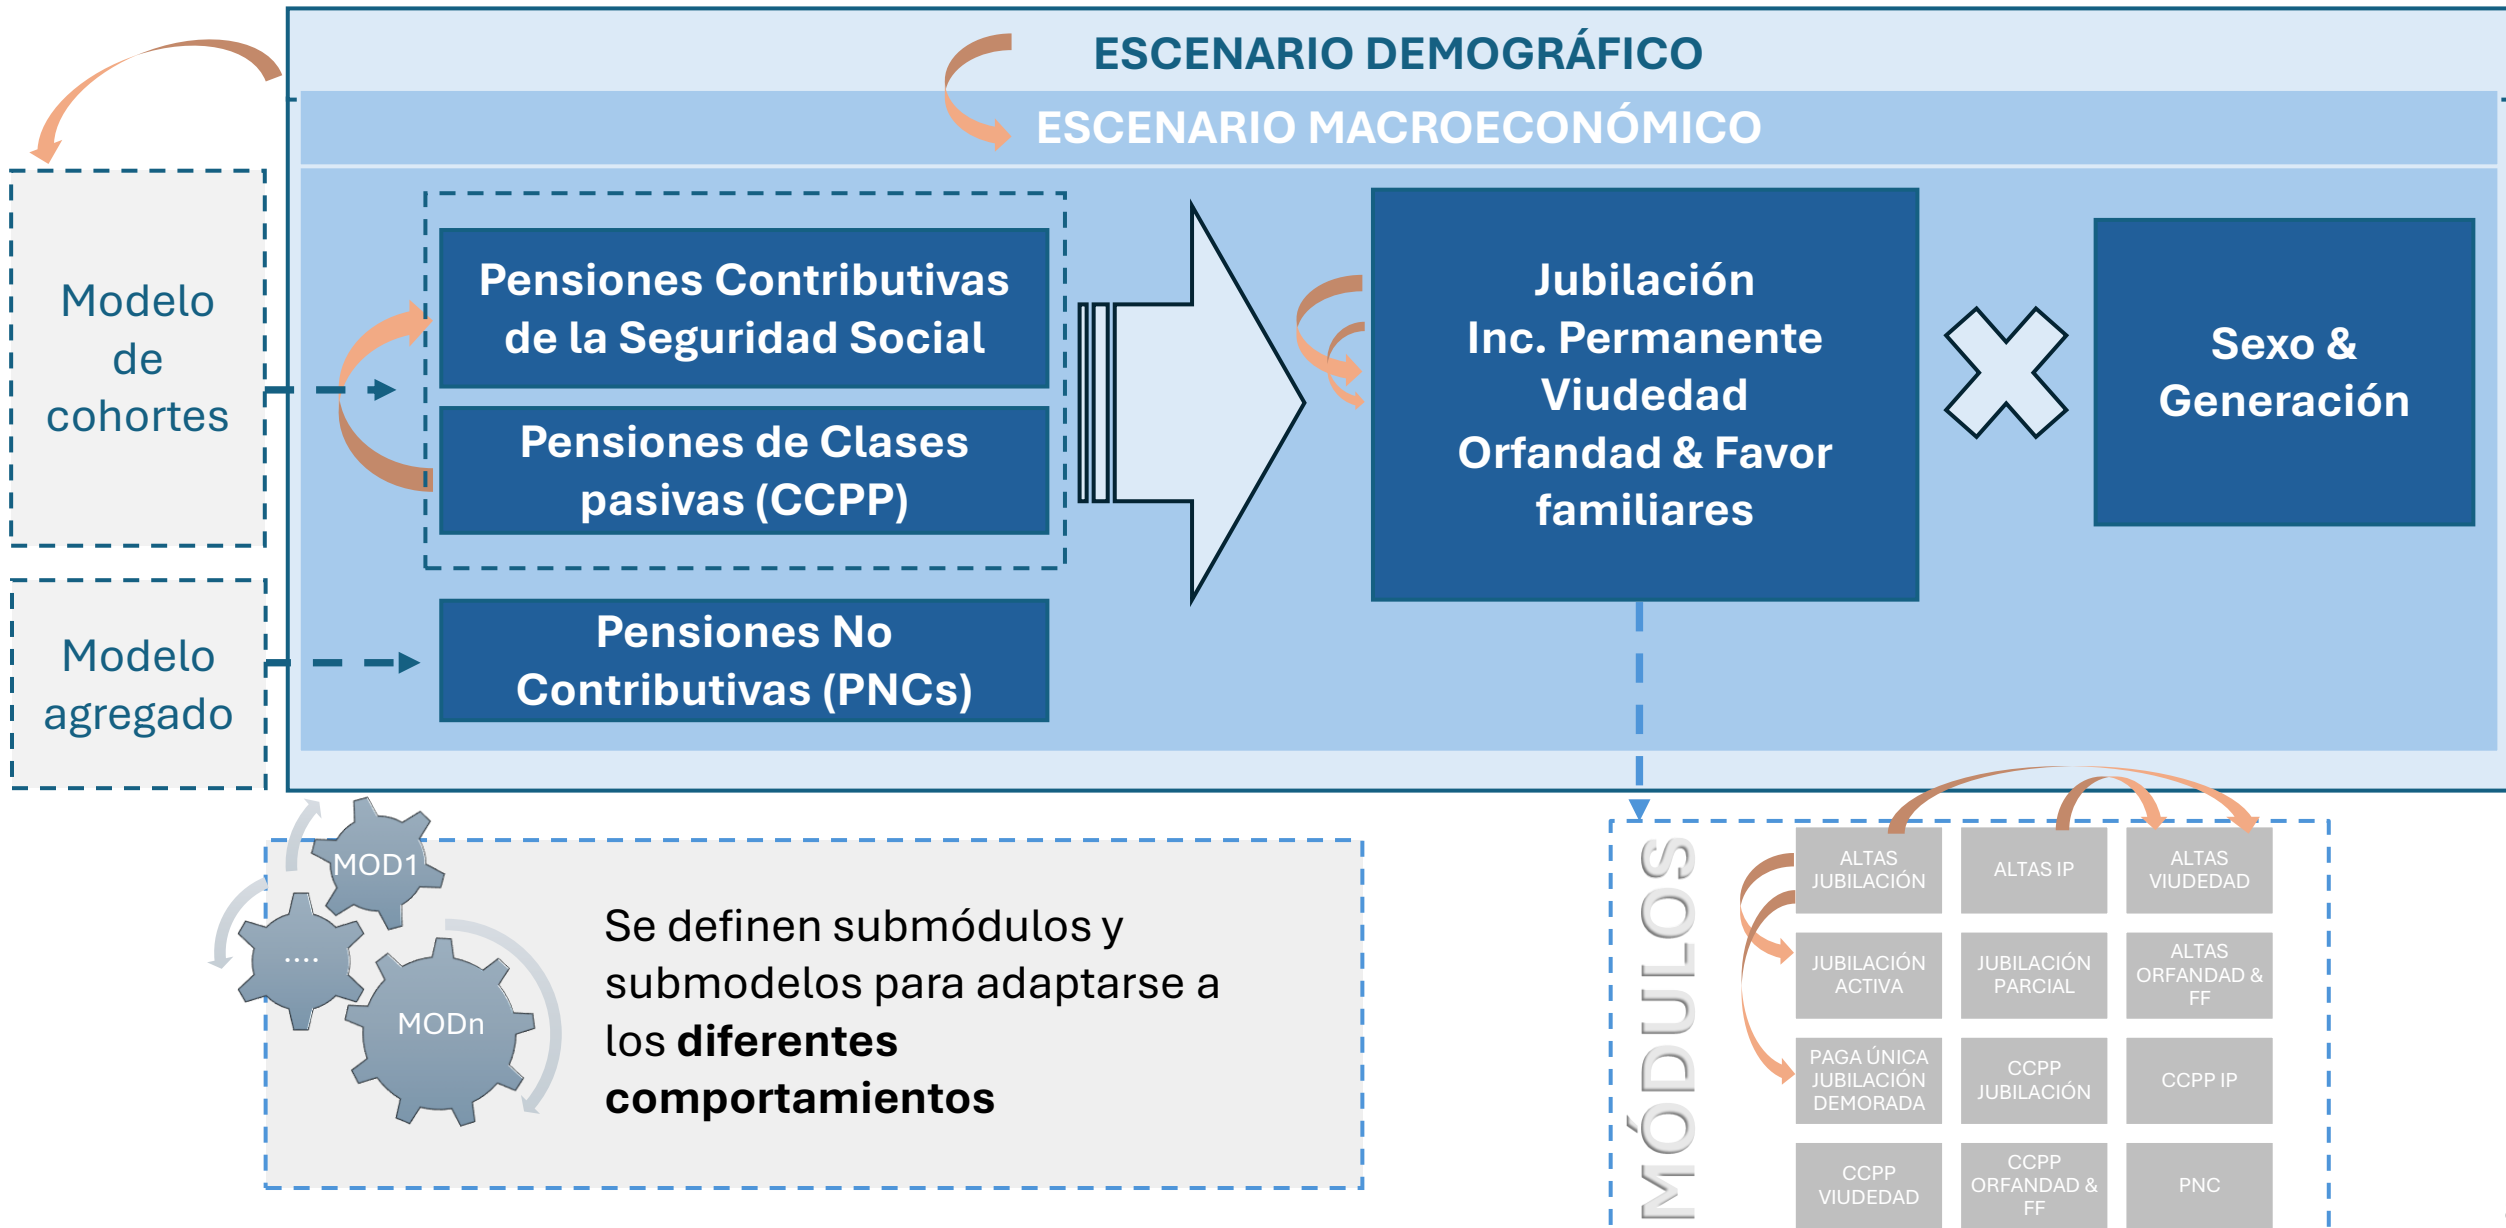 ESCENARIO DEMOGRÁFICO
ESCENARIO MACROECONÓMICO
Modelo
de
cohortes
Pensiones Contributivas
de la Seguridad Social
Pensiones de Clases
pasivas (CCPP)
Jubilación
Inc. Permanente
Viudedad
Orfandad & Favor
familiares
Sexo &
Generación
Modelo
agregado
Pensiones No
Contributivas (PNCs)
MOD1
....
MODn
Se definen submódulos y
submodelos para adaptarse a
los diferentes
comportamientos
MÓDULOS
ALTAS
JUBILACIÓN
ALTAS IP
ALTAS
VIUDEDAD
JUBILACIÓN
ACTIVA
JUBILACIÓN
PARCIAL
ALTAS
ORFANDAD &
FF
PAGA ÚNICA
JUBILACIÓN
DEMORADA
CCPP
JUBILACIÓN
CCPP IP
CCPP
VIUDEDAD
CCPP
ORFANDAD &
FF
PNC